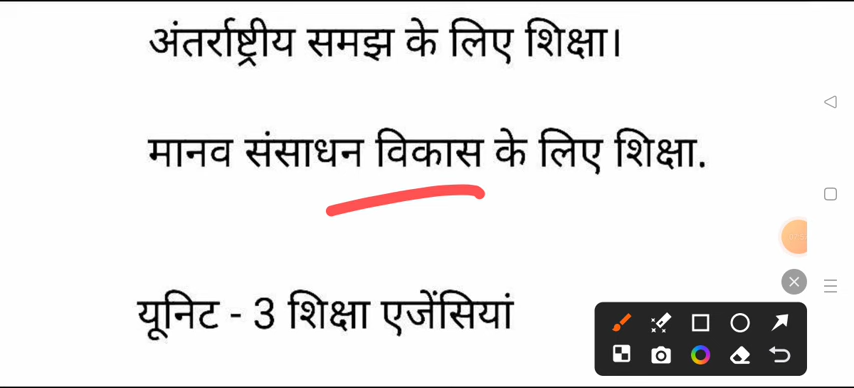 अंतर्राष्ट्रीय समझ के लिए शिक्षा।
मानव संसाधन विकास के लिए शिक्षा.
यूनिट - 3 शिक्षा एजेंसियां